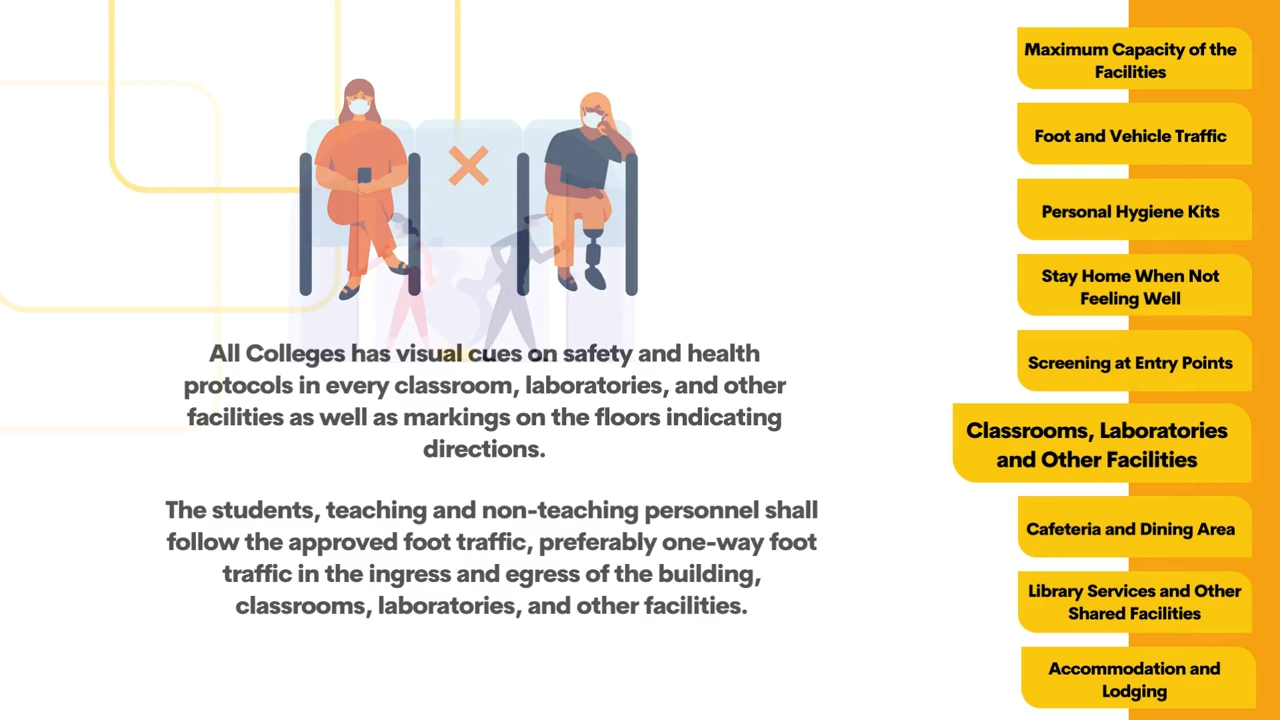 All Colleges has visual cues on safety and health
protocols in every classroom, laboratories, and other
facilities as well as markings on the floors indicating
directions.
The students, teaching and non-teaching personnel shall
follow the approved foot traffic, preferably one-way foot
traffic in the ingress and egress of the building,
classrooms, laboratories, and other facilities.
Maximum Capacity of the
Facilities
Foot and Vehicle Traffic
Personal Hygiene Kits
Stay Home When Not
Feeling Well
Screening at Entry Points
Classrooms, Laboratories
and Other Facilities
Cafeteria and Dining Area
Library Services and Other
Shared Facilities
Accommodation and
Lodging